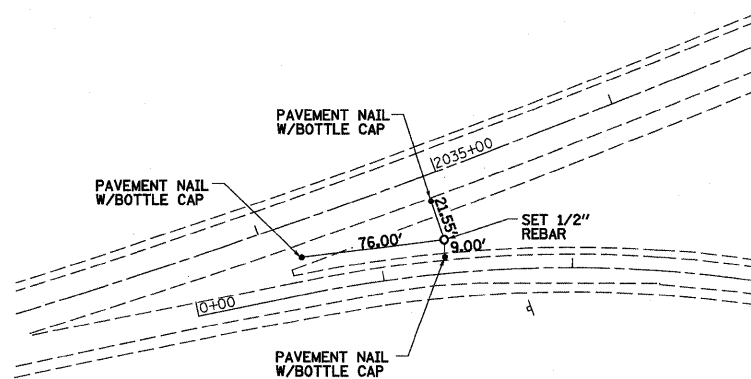 PAVEMENT NAIL
W/BOTTLE CAP
2035+00
PAVEMENT NAIL
W/BOTTLE CAP
21.55'
SET 1/2"
REBAR
76.00'
9.00'
0+00
PAVEMENT NAIL
W/BOTTLE CAP